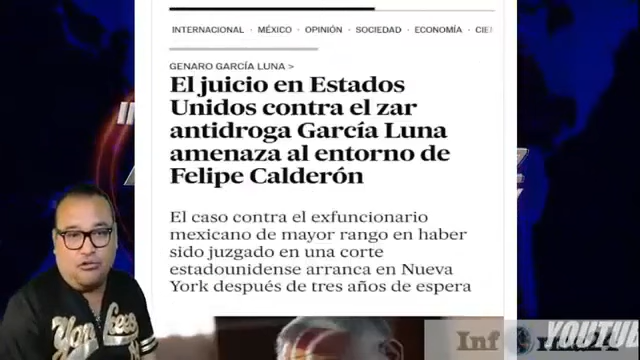 INTERNACIONAL · MÉXICO · OPINIÓN · SOCIEDAD · ECONOMÍA · CIEN
GENARO GARCÍA LUNA >
El juicio en Estados
Unidos contra el zar
antidroga García Luna
amenaza al entorno de
Felipe Calderón
El caso contra el exfuncionario
mexicano de mayor rango en haber
sido juzgado en una corte
estadounidense arranca en Nueva
York después de tres años de espera